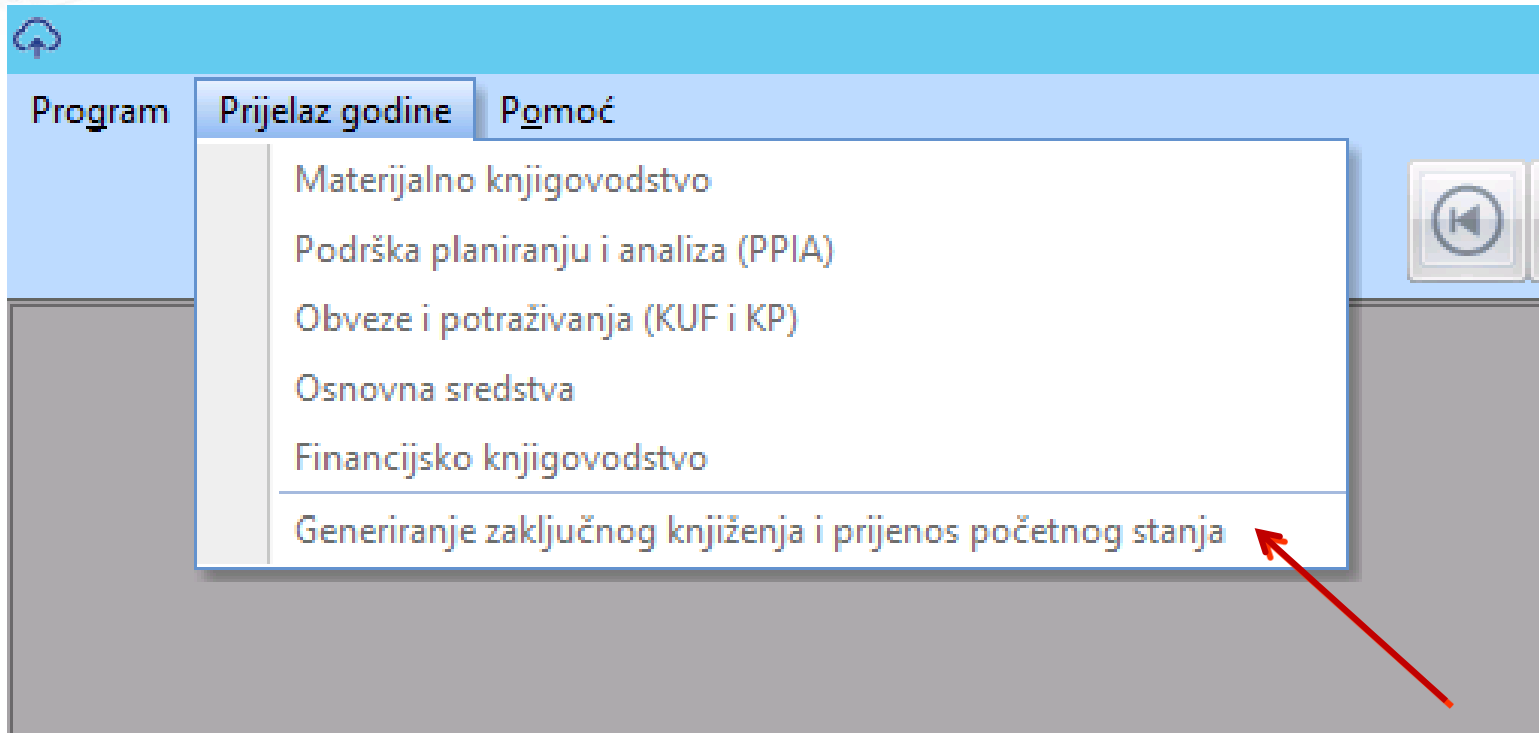 Program Prijelaz godine Pomoć
Materijalno knjigovodstvo
Podrška planiranju i analiza (PPIA)
Obveze i potraživanja (KUF i KP)
Osnovna sredstva
Financijsko knjigovodstvo
Generiranje zaključnog knjiženja i prijenos početnog stanja